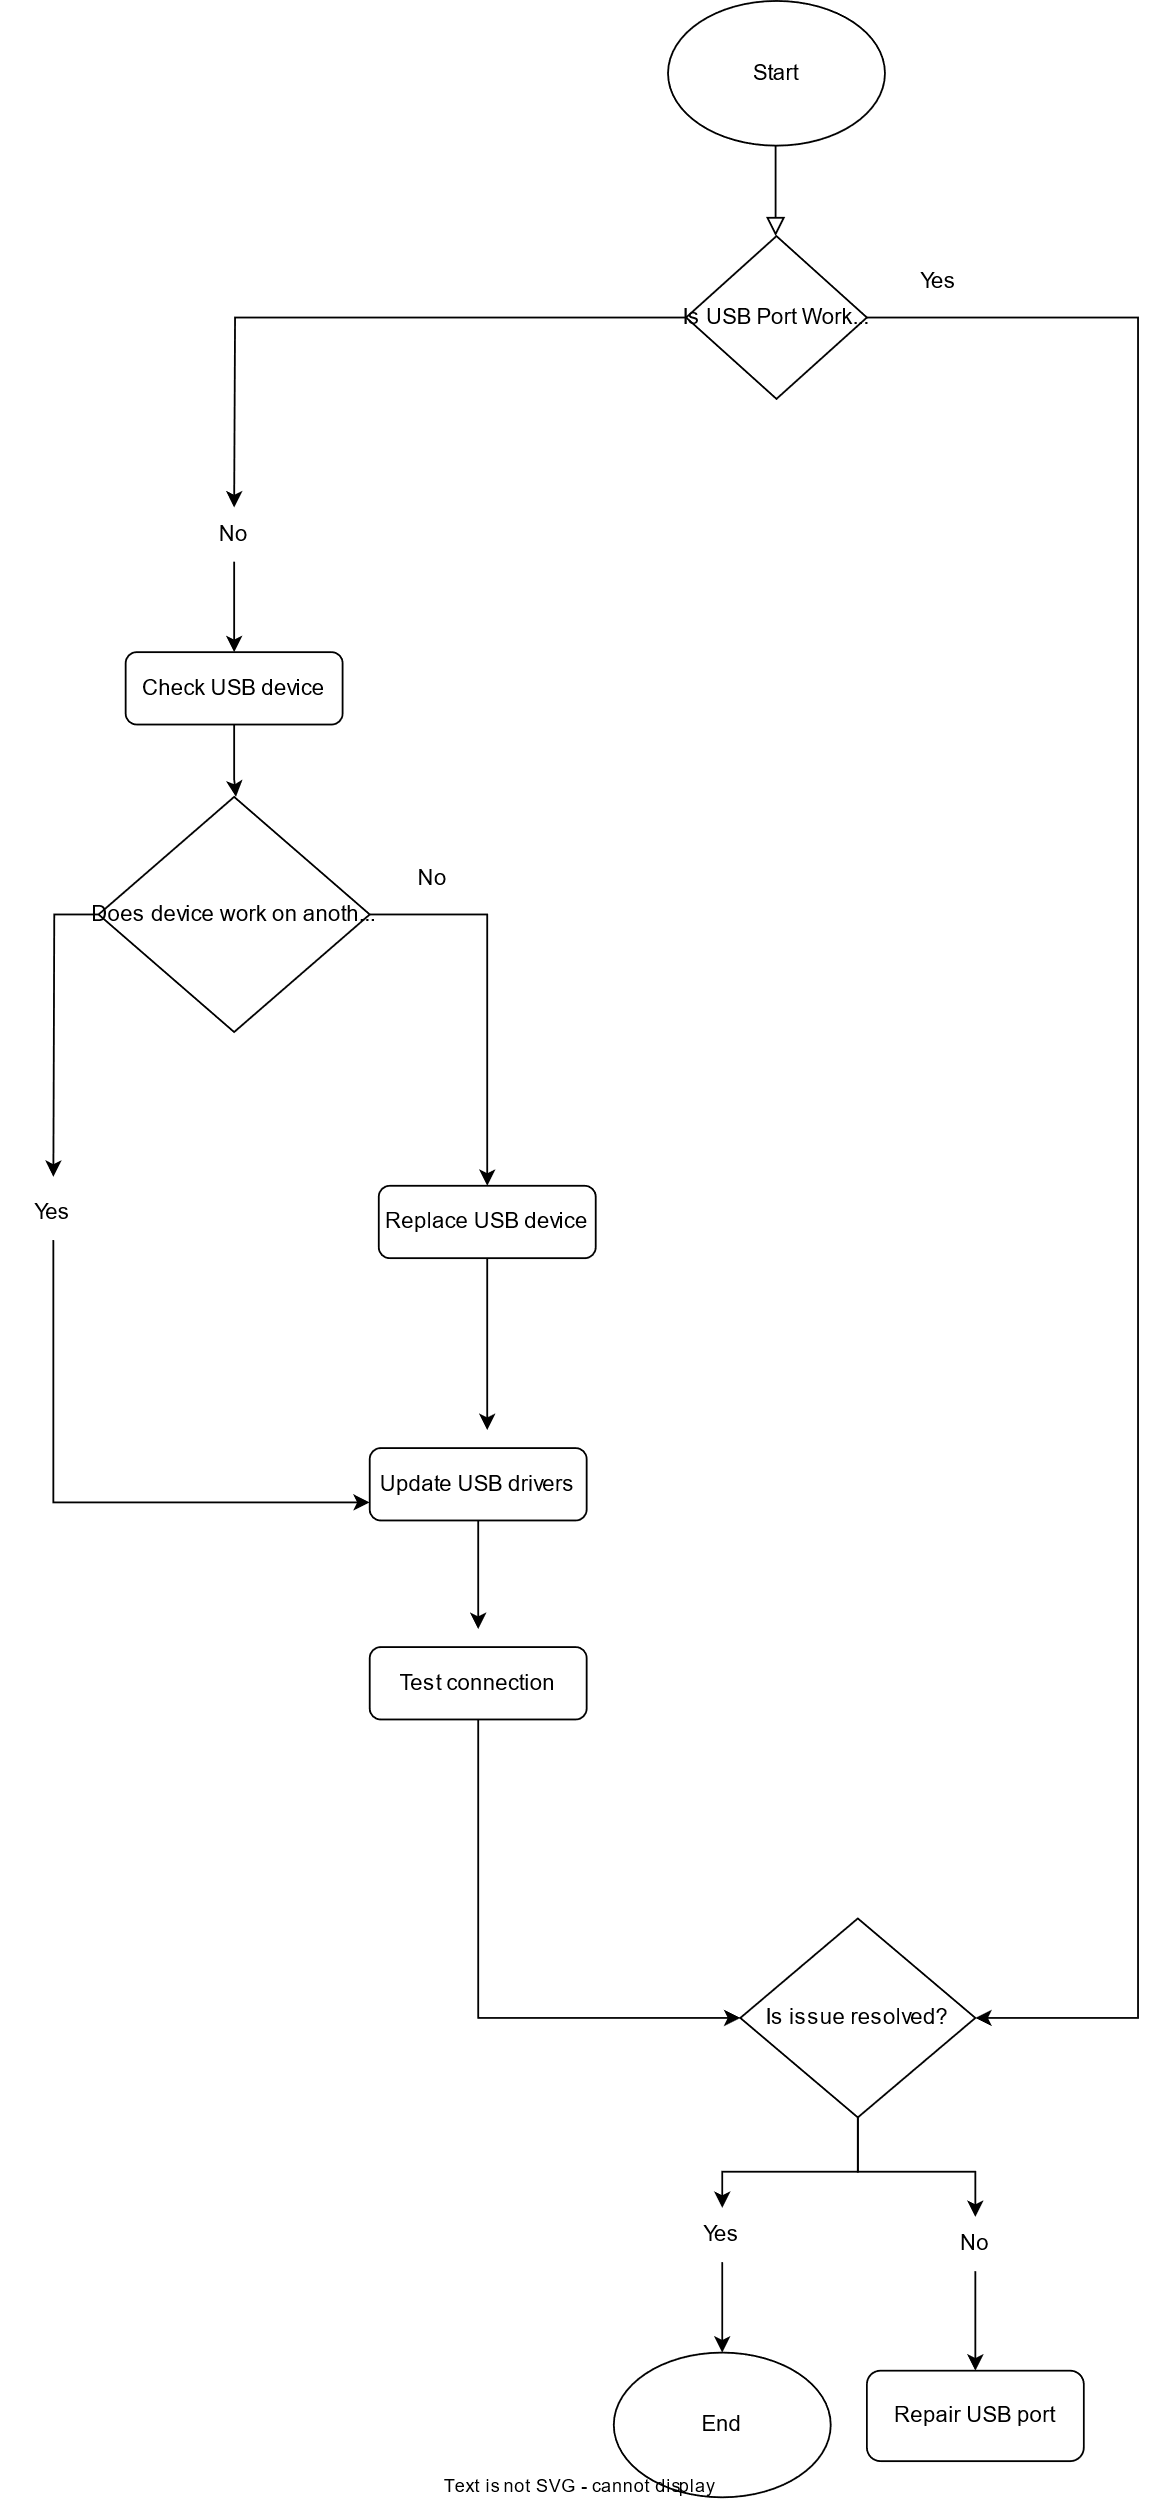 Start
Yes
Is USB Port Work...
No
Check USB device
No
Does device work on anoth...
Yes
Replace USB device
Update USB drivers
Test connection
Is issue resolved?
Yes
No
Repair USB port
End
Text is not SVG - cannot display